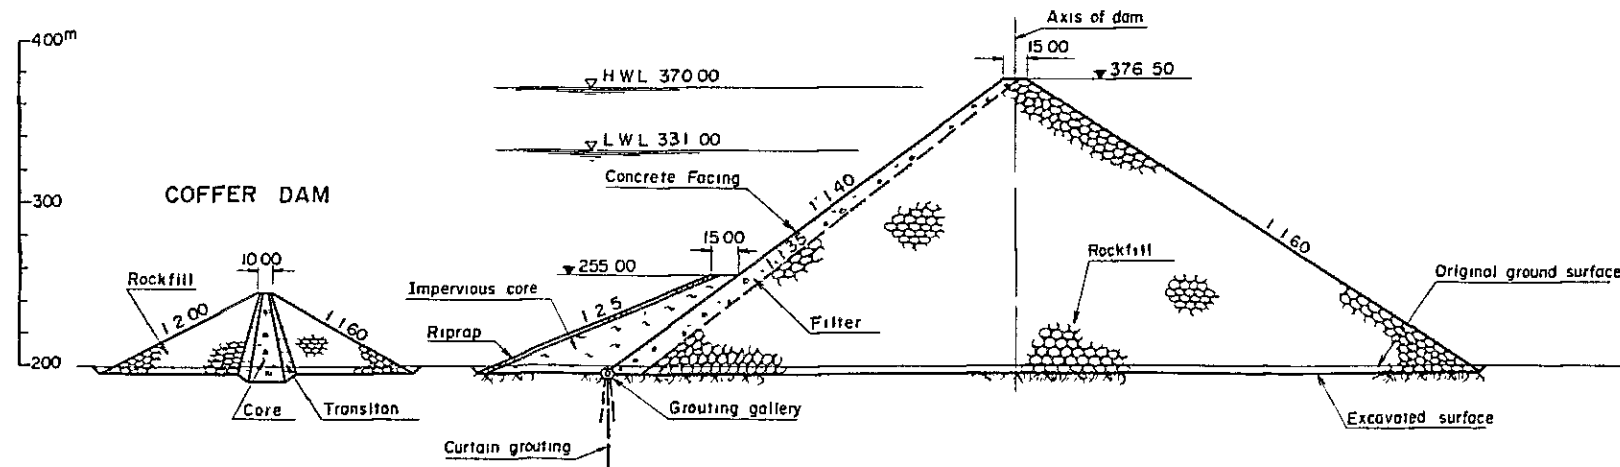 Axis of dam
400m
15 00
376 50
H W L 370 00
L W L 331 00
Concrete Facing
1 1 40
COFFER DAM
300
1 1 35
1 1 60
15 00
Rockfill
Original ground surface
10 00
255 00
Rockfill
Impervious core
1 2 5
1 2 00
1 1 60
Riprap
Filter
200
Core
Transiton
Grouting gallery
Excavated surface
Curtain grouting